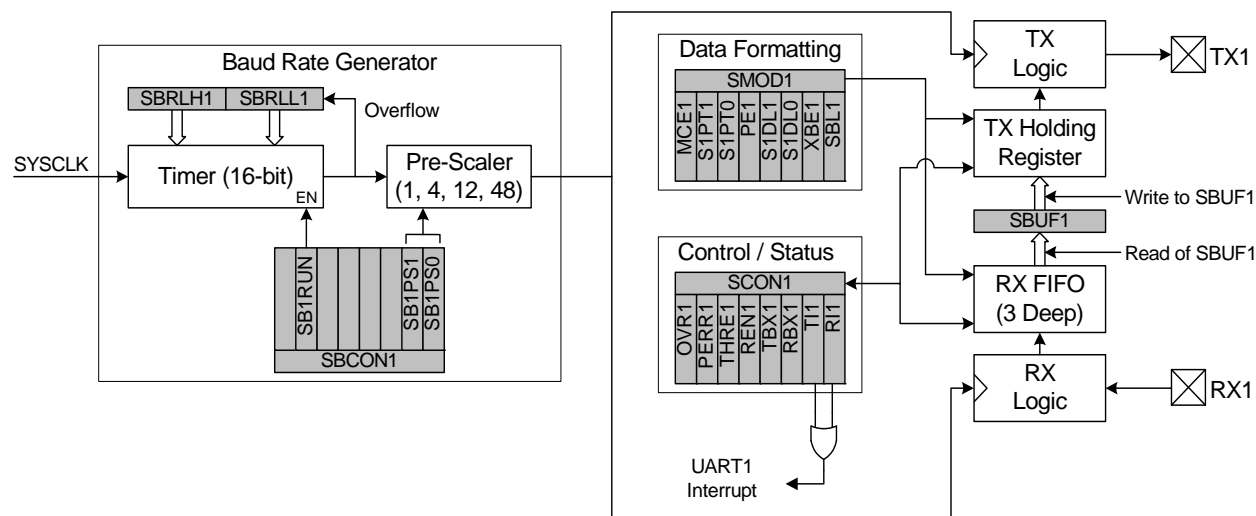 Baud Rate Generator
SBRLH1
SBRLL1
Overflow
SYSCLK
Timer (16-bit)
EN
Pre-Scaler
(1, 4, 12, 48)
SB1RUN
SB1PS1
SB1PS0
SBCON1
Data Formatting
SMOD1
MCE1
S1PT1
S1PT0
PE1
S1DL1
S1DL0
XBE1
SBL1
Control / Status
SCON1
OVR1
PERR1
THRE1
REN1
TBX1
RBX1
TI1
RI1
UART1
Interrupt
TX
Logic
TX1
TX Holding
Register
Write to SBUF1
SBUF1
Read of SBUF1
RX FIFO
(3 Deep)
RX
Logic
RX1